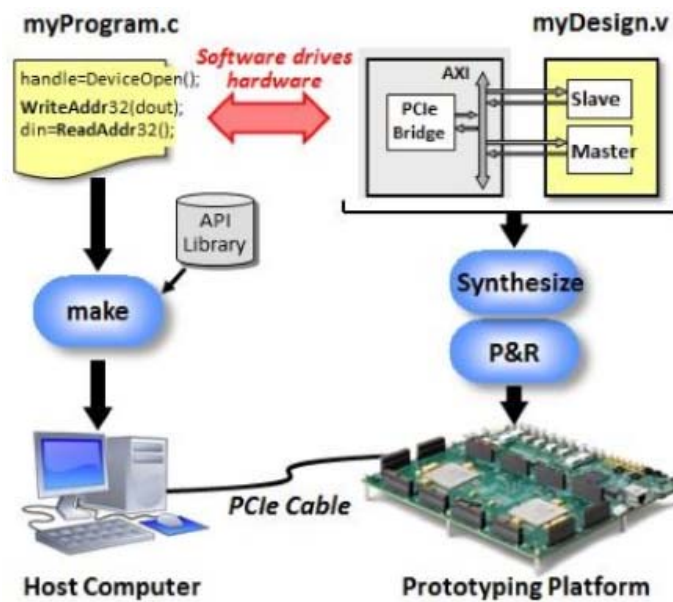 myProgram.c
handle=DeviceOpen();
WriteAddr32(dout);
din=ReadAddr32();
Software drives
hardware
myDesign.v
AXI
PCIe
Bridge
Slave
Master
API
Library
make
Synthesize
P&R
PCIe Cable
Host Computer
Prototyping Platform